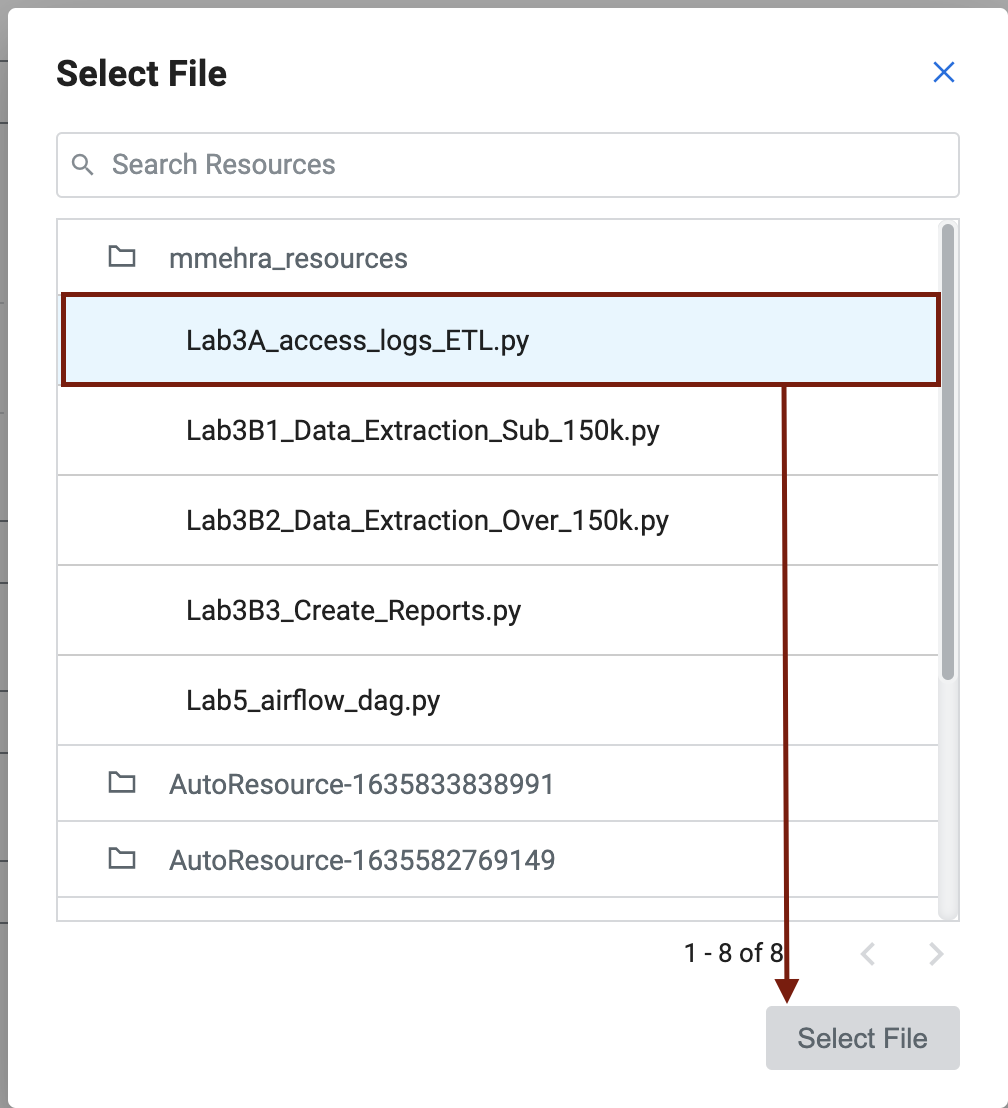 Select File
Search Resources
mmehra_resources
Lab3A_access_logs_ETL.py
Lab3B1_Data_Extraction_Sub_150k.py
Lab3B2_Data_Extraction_Over_150k.py
Lab3B3_Create_Reports.py
Lab5_airflow_dag.py
AutoResource-1635833838991
AutoResource-1635582769149
1 - 8 of 8
Select File